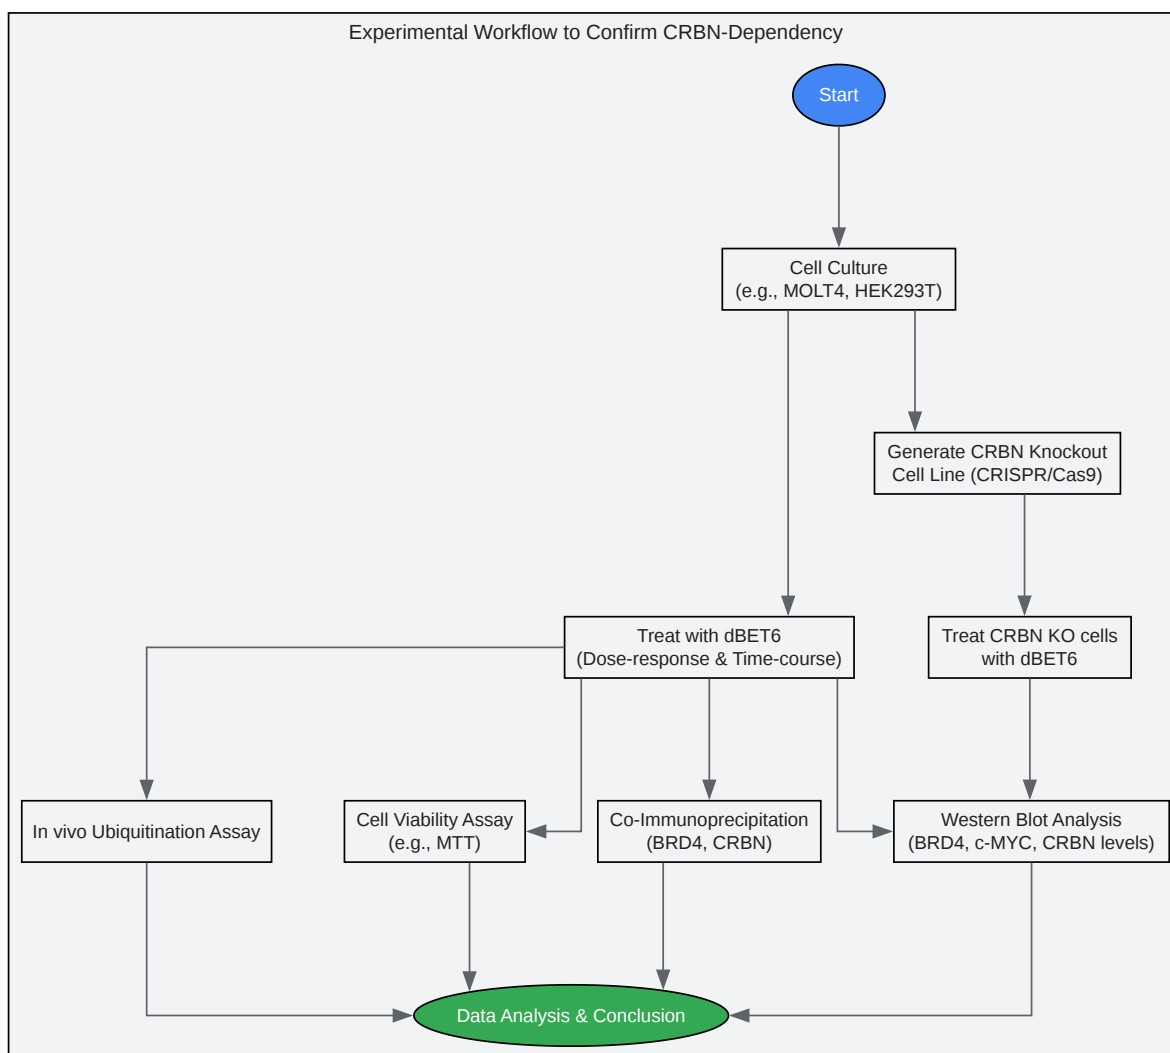 Experimental Workflow to Confirm CRBN-Dependency
Start
Cell Culture
(e.g., MOLT4, HEK293T)
Generate CRBN Knockout
Cell Line (CRISPR/Cas9)
Treat with dBET6
(Dose-response & Time-course)
Treat CRBN KO cells
with dBET6
In vivo Ubiquitination Assay
Cell Viability Assay
(e.g., MTT)
Co-Immunoprecipitation
(BRD4, CRBN)
Western Blot Analysis
(BRD4, c-MYC, CRBN levels)
Data Analysis & Conclusion